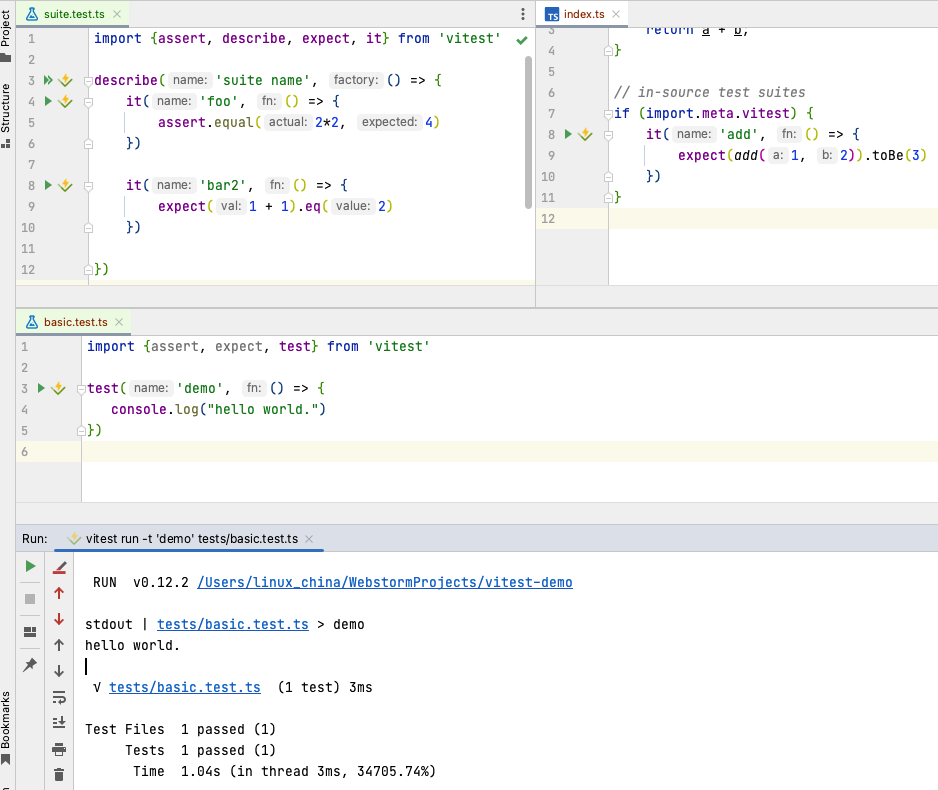 Project
Structure
Bookmarks
suite.test.ts
1 import {assert, describe, expect, it} from 'vitest'
2
3 describe( name: 'suite name', factory: () => {
4 it( name: 'foo', fn: () => {
5 assert.equal( actual: 2*2, expected: 4)
6 })
7
8 it( name: 'bar2', fn: () => {
9 expect( val: 1 + 1).eq( value: 2)
10 })
11
12 })
TS index.ts
3 return a + b;
4 }
5
6 // in-source test suites
7 if (import.meta.vitest) {
8 it( name: 'add', fn: () => {
9 expect(add( a: 1, b: 2)).toBe(3)
10 })
11 }
12
basic.test.ts
1 import {assert, expect, test} from 'vitest'
2
3 test( name: 'demo', fn: () => {
4 console.log("hello world.")
5 })
6
Run: vitest run -t 'demo' tests/basic.test.ts
RUN v0.12.2 /Users/linux_china/WebstormProjects/vitest-demo
stdout | tests/basic.test.ts > demo
hello world.
√ tests/basic.test.ts (1 test) 3ms
Test Files 1 passed (1)
Tests 1 passed (1)
Time 1.04s (in thread 3ms, 34705.74%)